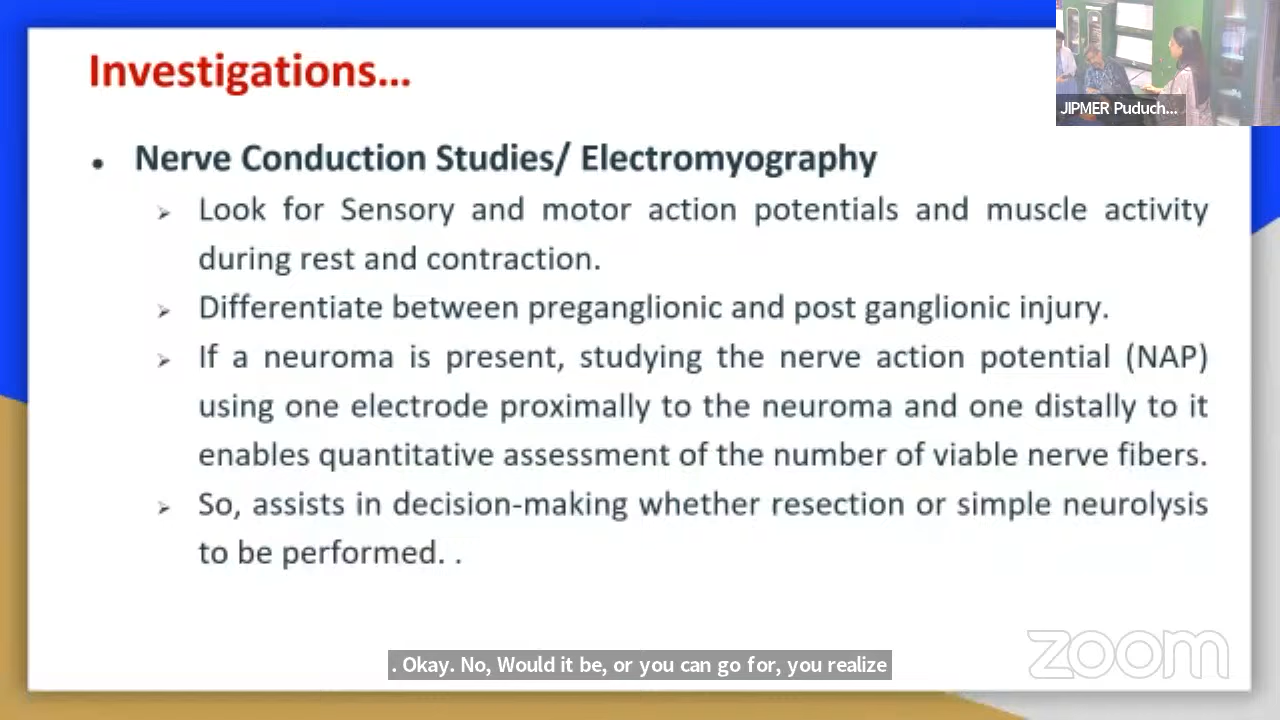 Investigations...
JIPMER Puduch...
• Nerve Conduction Studies/ Electromyography
➢ Look for Sensory and motor action potentials and muscle activity
during rest and contraction.
➢ Differentiate between preganglionic and post ganglionic injury.
➢ If a neuroma is present, studying the nerve action potential (NAP)
using one electrode proximally to the neuroma and one distally to it
enables quantitative assessment of the number of viable nerve fibers.
➢ So, assists in decision-making whether resection or simple neurolysis
to be performed. .
. Okay. No, Would it be, or you can go for, you realize
zoom